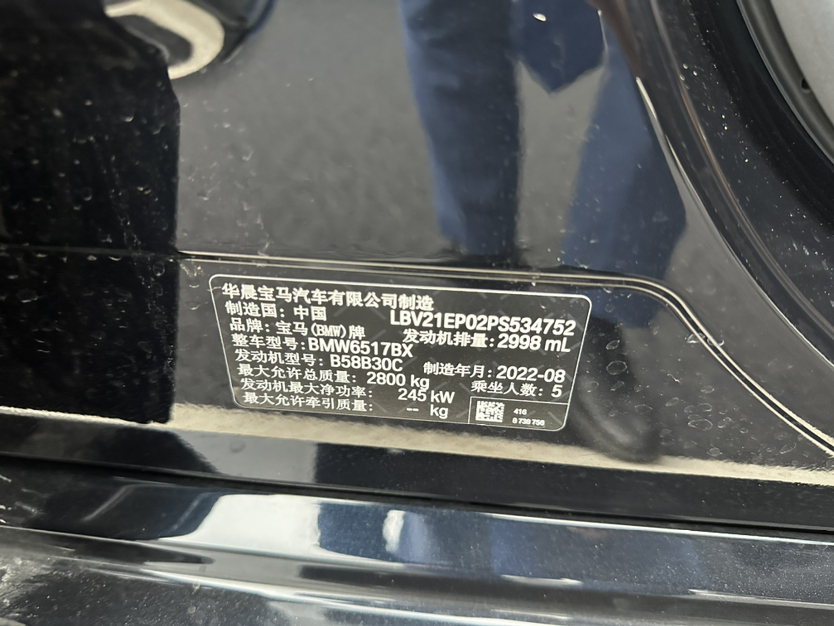 华晨宝马汽车有限公司制造
制造国：中国 LBV21EP02PS534752
品牌：宝马(BMW)牌 发动机排量：2998 mL
整车型号：BMW6517BX
发动机型号：B58B30C 制造年月：2022-08
最大允许总质量：2800 kg 乘坐人数：5
发动机最大净功率：245 kW
最大允许牵引质量：-- kg
416
8 739 756